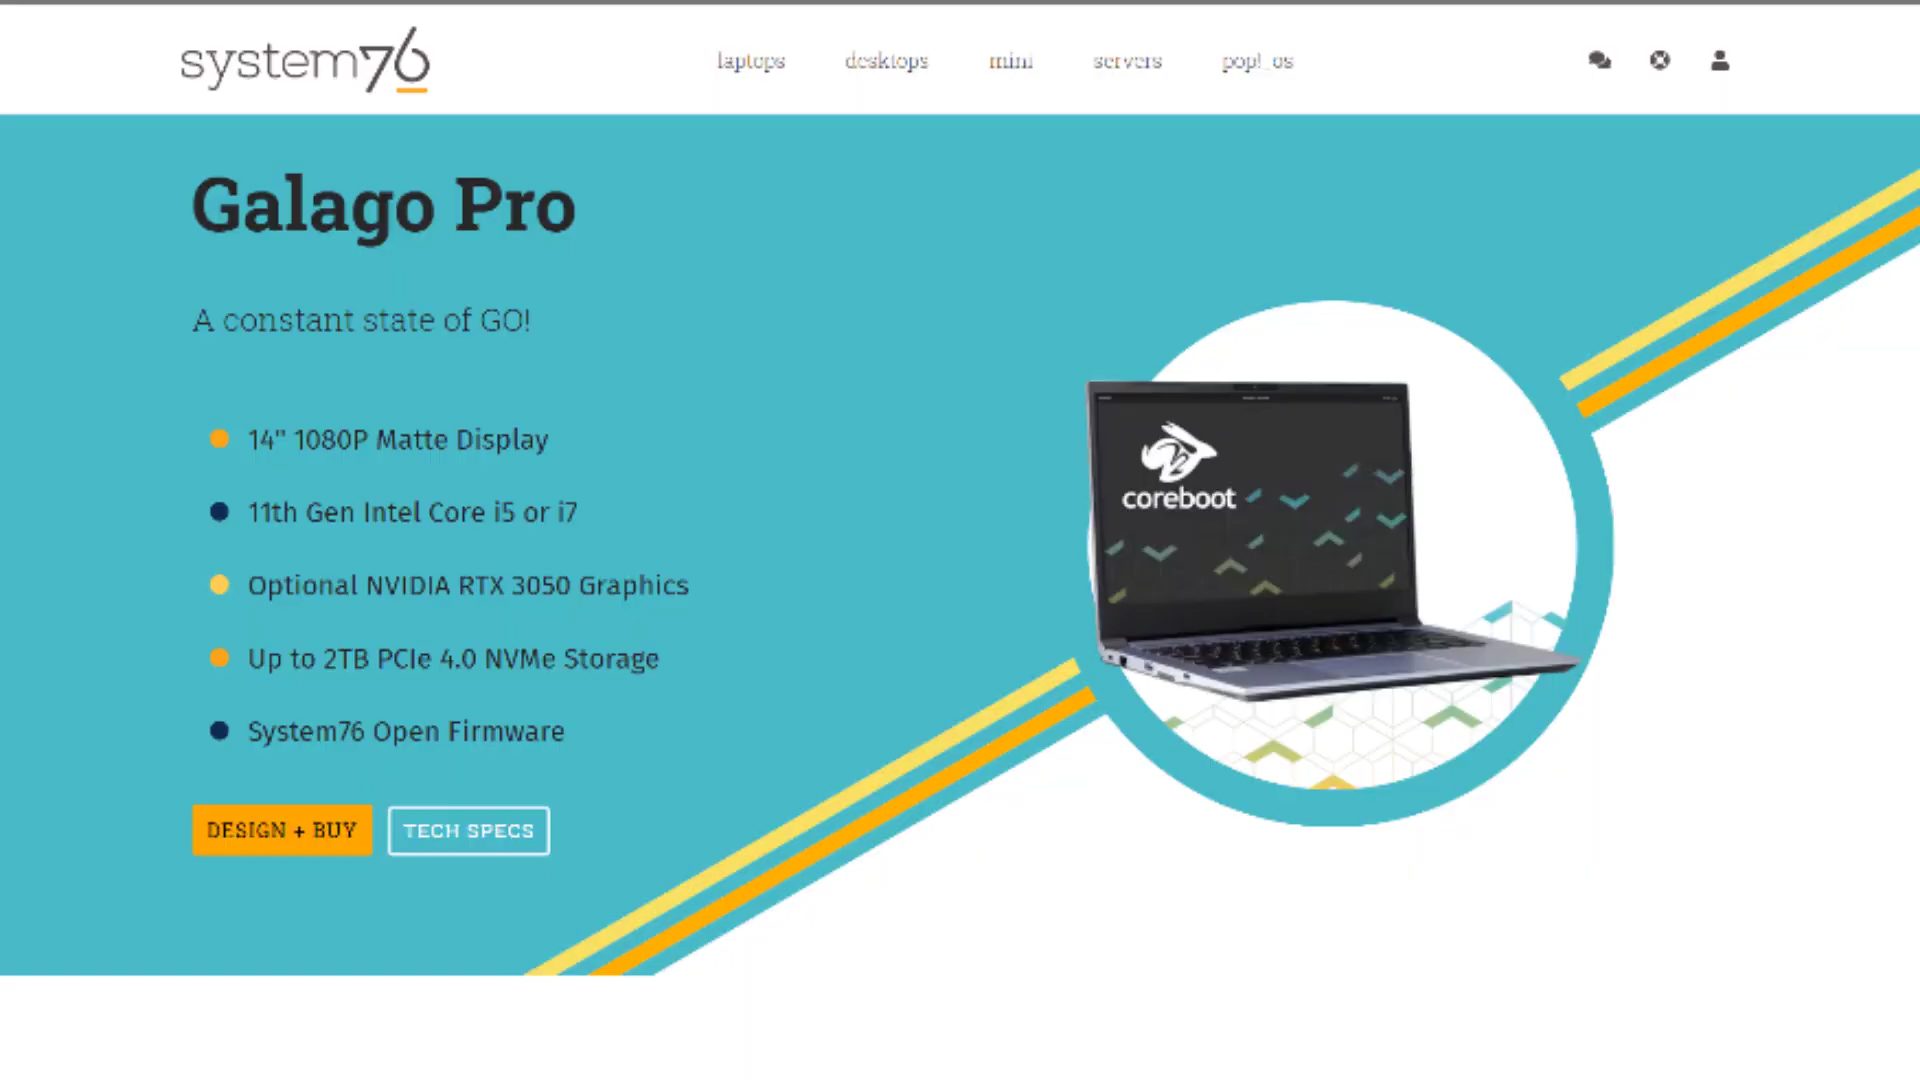 system76
laptops desktops mini servers pop!_os
Galago Pro
A constant state of GO!
14" 1080P Matte Display
11th Gen Intel Core i5 or i7
Optional NVIDIA RTX 3050 Graphics
Up to 2TB PCIe 4.0 NVMe Storage
System76 Open Firmware
DESIGN + BUY TECH SPECS
coreboot